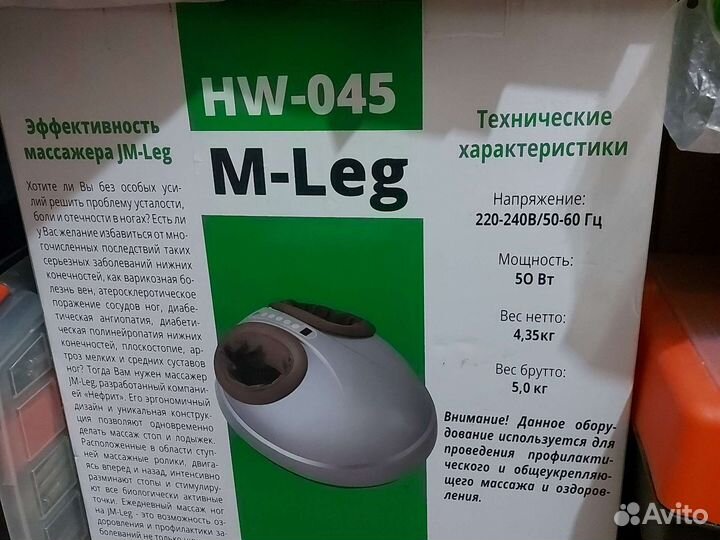 Эффективность
массажера JM-Leg
Хотите ли Вы без особых уси-
лий решить проблему усталости,
боли и отечности в ногах? Есть ли
у Вас желание избавиться от мно-
гочисленных последствий таких
серьезных заболеваний нижних
конечностей, как варикозная бо-
лезнь вен, атеросклеротическое
поражение сосудов ног, диабе-
тическая ангиопатия, диабети-
ческая полинейропатия нижних
конечностей, плоскостопие, ар-
троз мелких и средних суставов
ног? Тогда Вам нужен массажер
JM-Leg, разработанный компани-
ей «Нефрит». Его эргономичный
дизайн и уникальная конструк-
ция позволяют одновременно
делать массаж стоп и лодыжек.
Расположенные в области ступ-
ней массажные ролики, двига-
ясь вперед и назад, интенсивно
разминают стопы и стимулиру-
ют все биологически активные
точки. Ежедневный массаж ног
на JM-Leg - это возможность оз-
доровления и профилактики за-
болеваний не только
HW-045
M-Leg
Технические
характеристики
Напряжение:
220-240В/50-60 Гц
Мощность:
50 Вт
Вес нетто:
4,35кг
Вес брутто:
5,0 кг
Внимание! Данное обору-
дование используется для
проведения профилакти-
ческого и общеукрепляю-
щего массажа и оздоров-
ления.
Avito